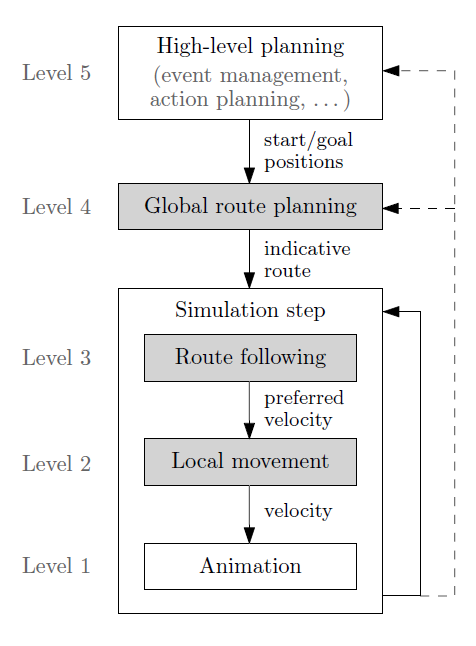 High-level planning
Level 5
(event management,
action planning, ...)
start/goal
positions
Level 4
Global route planning
indicative
route
Simulation step
Level 3
Route following
preferred
velocity
Level 2
Local movement
velocity
Level 1
Animation